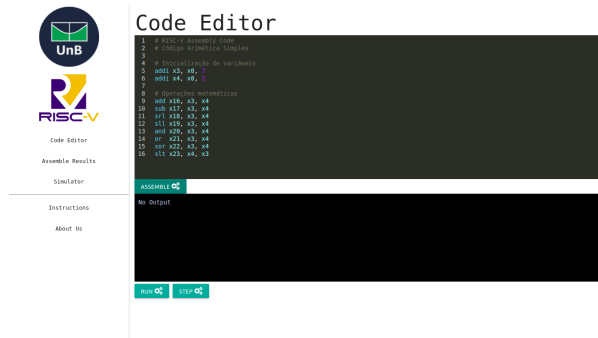 UnB
RISC-V
Code Editor
Assemble Results
Simulator
Instructions
About Us
Code Editor
1 # RISC-V Assembly Code
2 # Código Arimética Simples
3
4 # Inicialização de variáveis
5 addi x3, x0, 7
6 addi x4, x0, 2
7
8 # Operações matemáticas
9 add x16, x3, x4
10 sub x17, x3, x4
11 srl x18, x3, x4
12 sll x19, x3, x4
13 and x20, x3, x4
14 or x21, x3, x4
15 xor x22, x3, x4
16 slt x23, x4, x3
ASSEMBLE
No Output
RUN
STEP